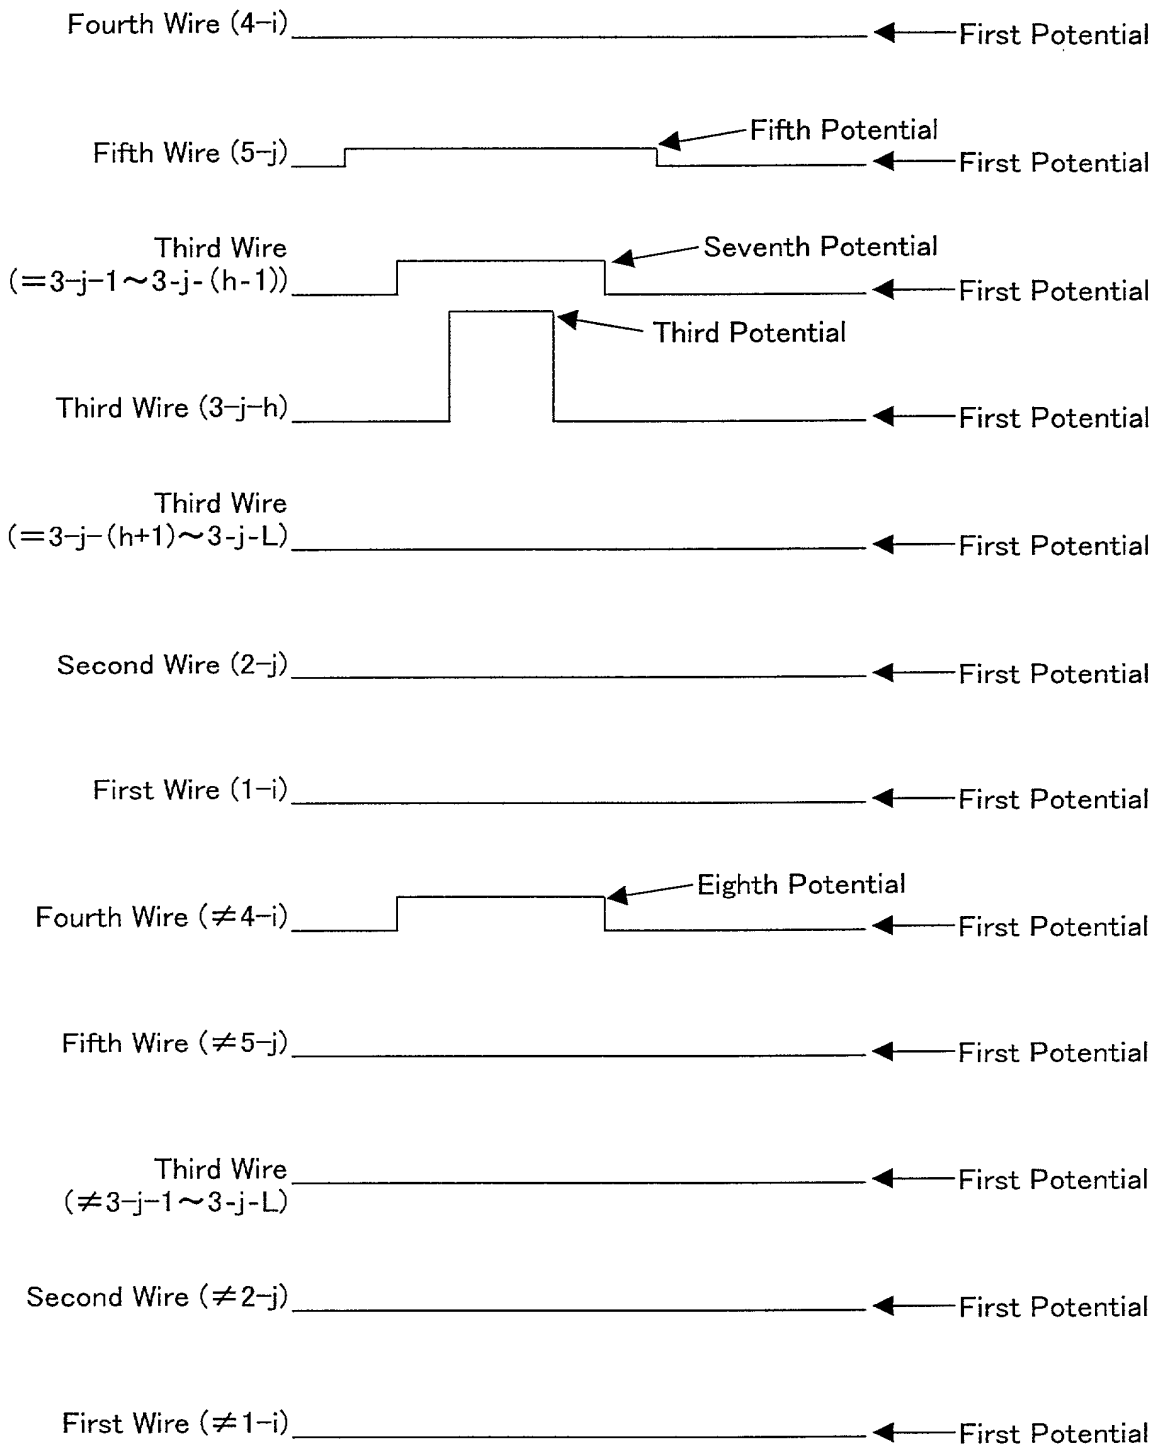 Fourth Wire (4-i)
First Potential
Fifth Potential
Fifth Wire (5-j)
First Potential
Third Wire
(=3-j-1~3-j-(h-1))
Seventh Potential
First Potential
Third Potential
Third Wire (3-j-h)
First Potential
Third Wire
(=3-j-(h+1)~3-j-L)
First Potential
Second Wire (2-j)
First Potential
First Wire (1-i)
First Potential
Eighth Potential
Fourth Wire (≠4-i)
First Potential
Fifth Wire (≠5-j)
First Potential
Third Wire
(≠3-j-1~3-j-L)
First Potential
Second Wire (≠2-j)
First Potential
First Wire (≠1-i)
First Potential